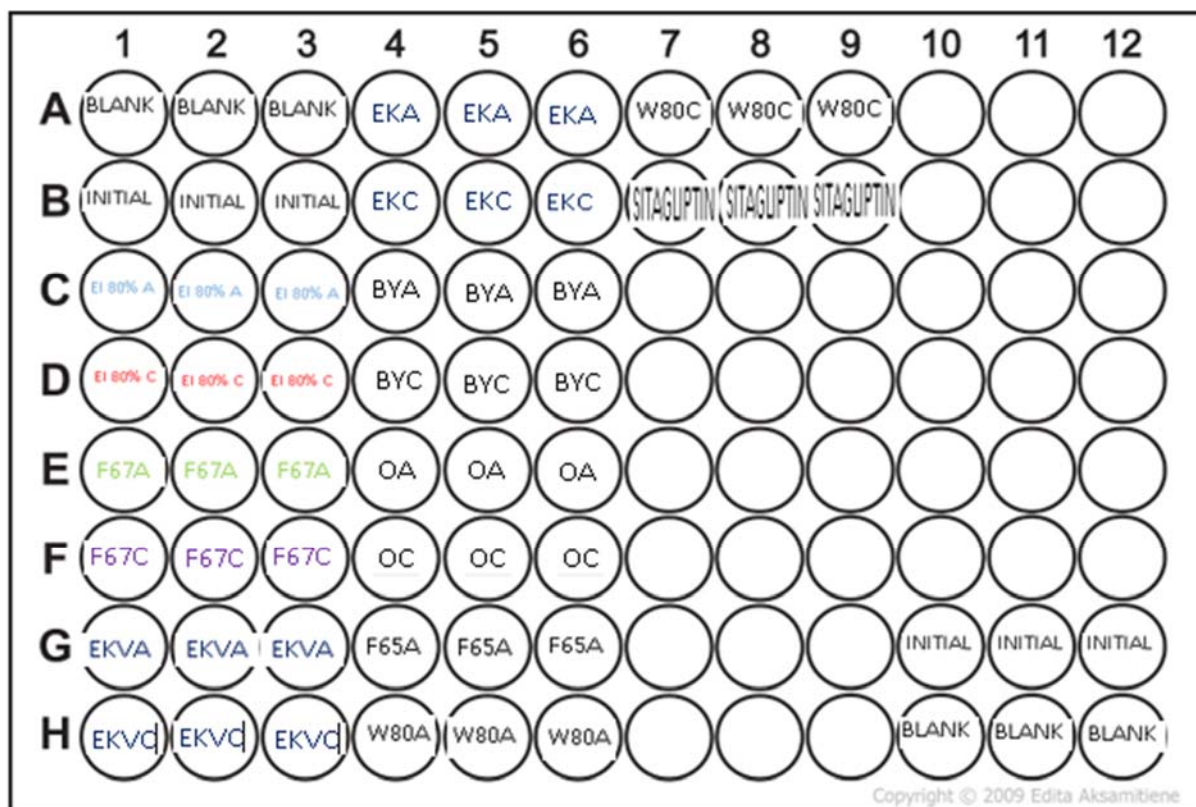 1 2 3 4 5 6 7 8 9 10 11 12
A BLANK BLANK BLANK EKA EKA EKA W80C W80C W80C
B INITIAL INITIAL INITIAL EKC EKC EKC SITAGLIPTIN SITAGLIPTIN SITAGLIPTIN
C EI 80% A EI 80% A EI 80% A BYA BYA BYA
D EI 80% C EI 80% C EI 80% C BYC BYC BYC
E F67A F67A F67A OA OA OA
F F67C F67C F67C OC OC OC
G EKVA EKVA EKVA F65A F65A F65A INITIAL INITIAL INITIAL
H EKVC EKVC EKVC W80A W80A W80A BLANK BLANK BLANK
Copyright © 2009 Edita Aksamitiene